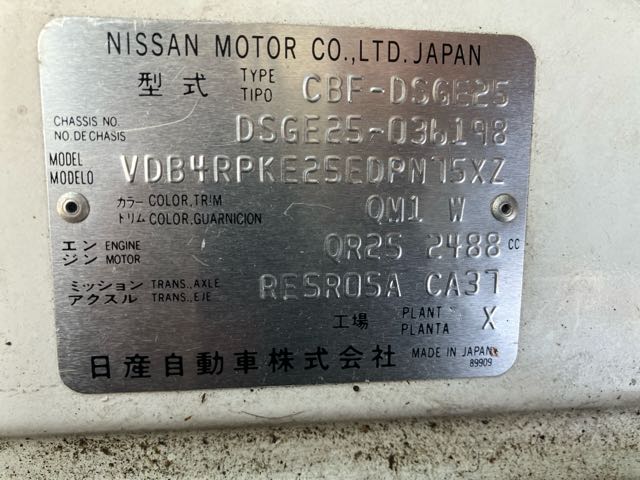 NISSAN MOTOR CO.,LTD. JAPAN
型式 TYPE TIPO CBF-DSGE25
CHASSIS NO. NO. DE CHASIS DSGE25-036198
MODEL MODELO VDB4RPKE25EDPN75XZ
カラー COLOR,TRIM トリム COLOR,GUARNICION QM1 W
エンジン ENGINE MOTOR QR25 2488 CC
ミッション TRANS.,AXLE アクスル TRANS.,EJE RE5R05A CA37
工場 PLANT PLANTA X
日産自動車株式会社 MADE IN JAPAN
89909